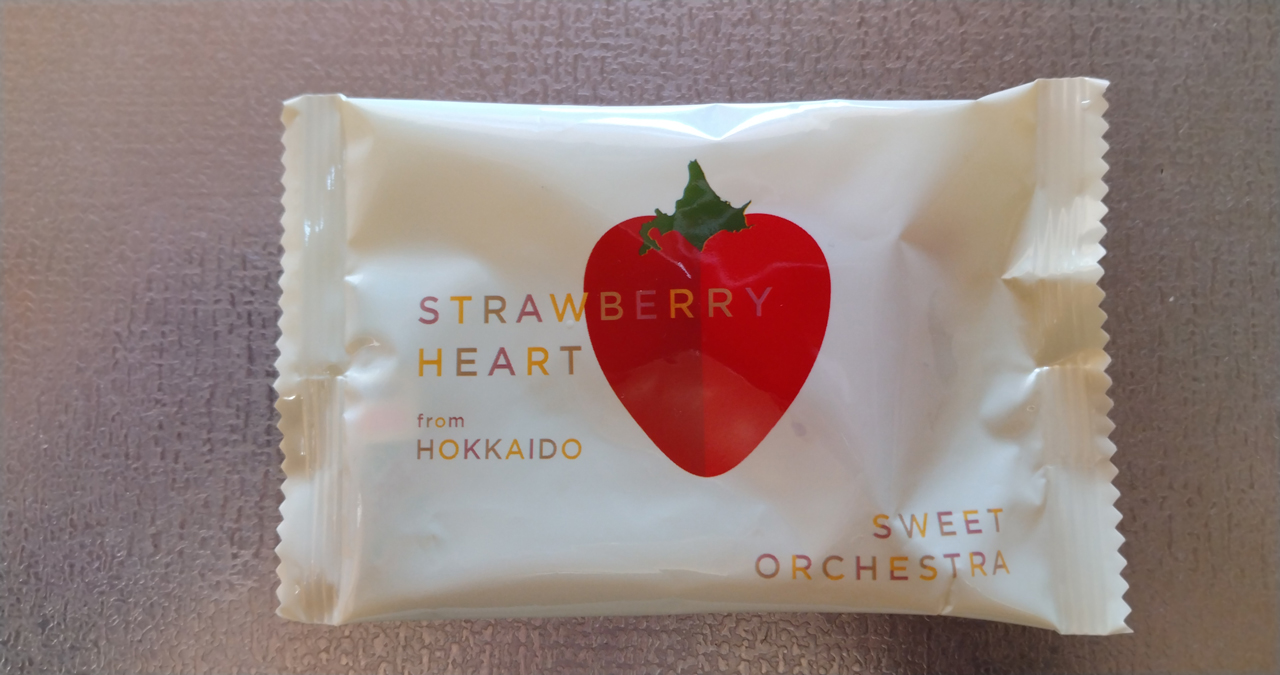 STRAWBERRY
HEART
from
HOKKAIDO
SWEET
ORCHESTRA